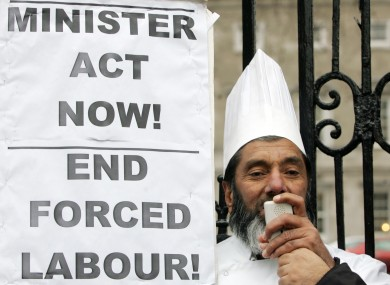 MINISTER
ACT
NOW!
END
FORCED
LABOUR!